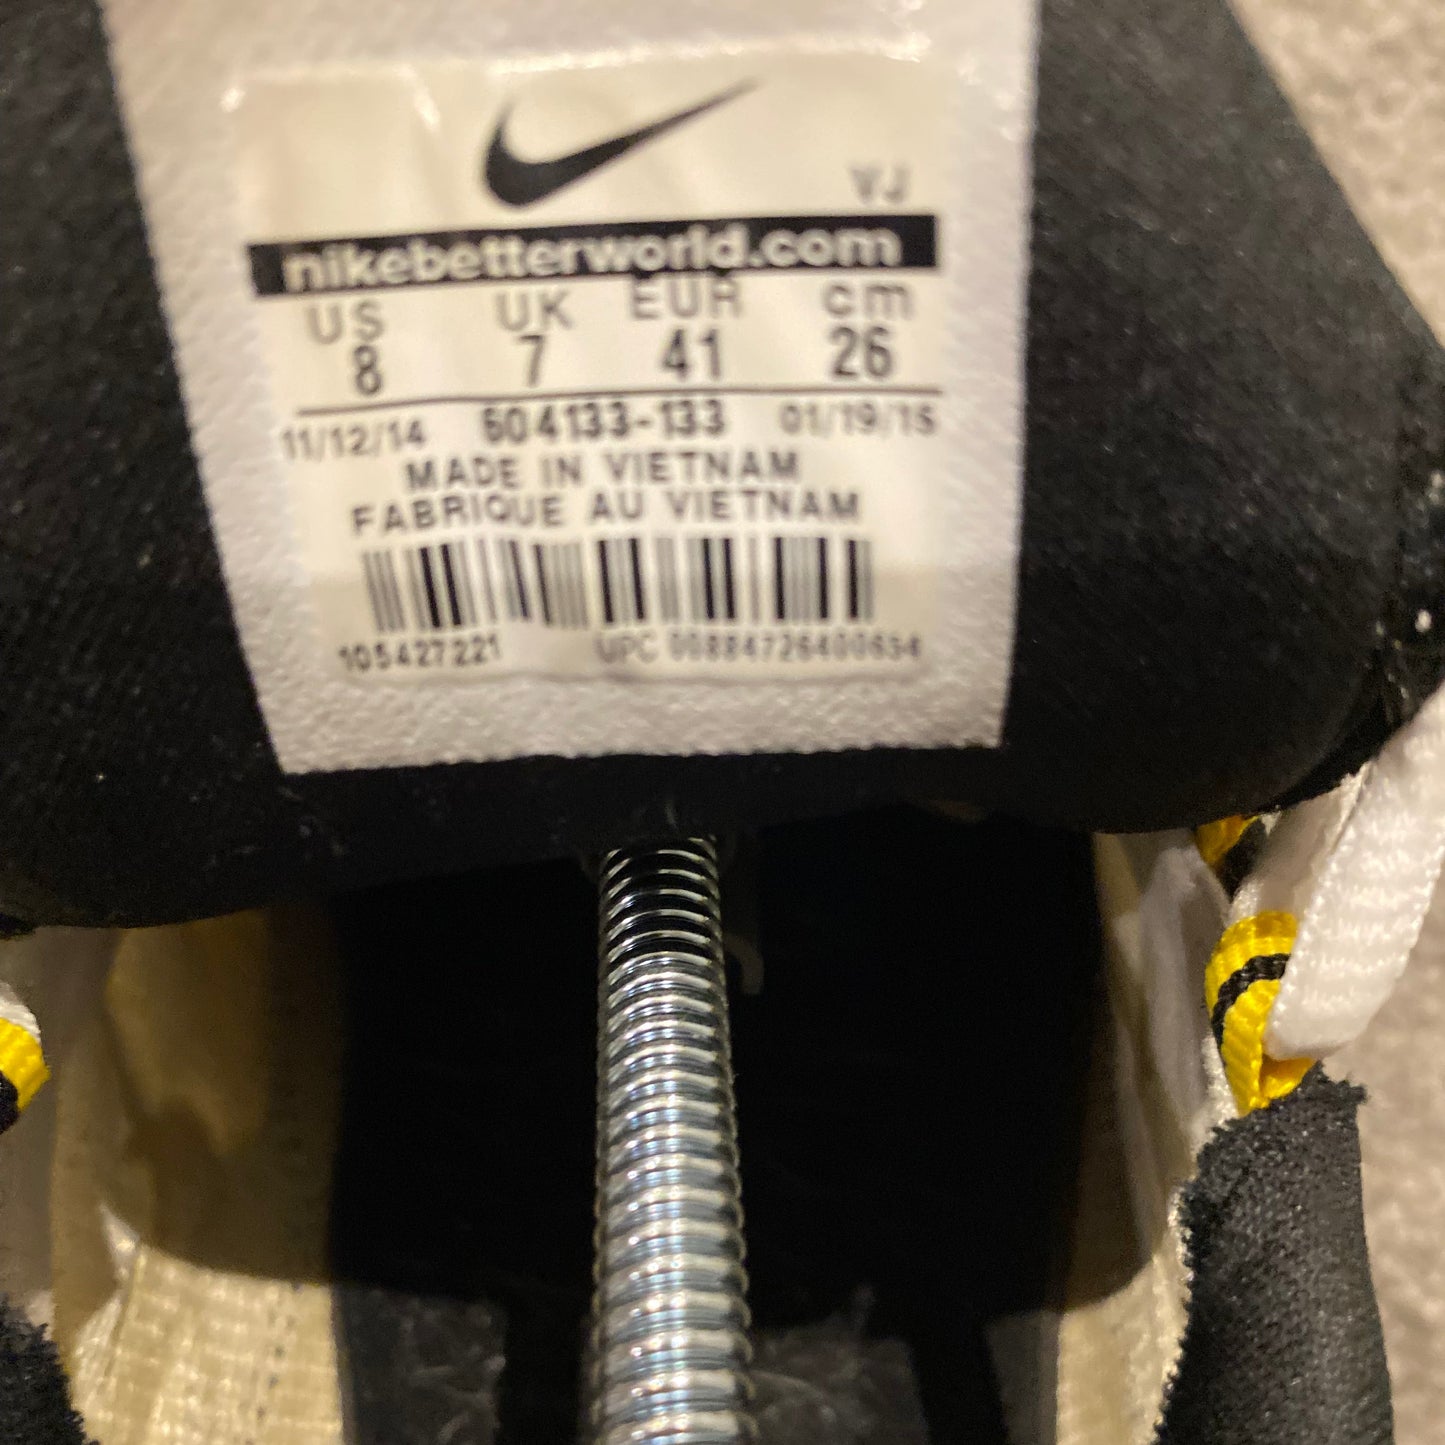 VJ
nikebetterworld.com
US UK EUR cm
8 7 41 26
11/12/14 604133-133 01/19/15
MADE IN VIETNAM
FABRIQUE AU VIETNAM
105427221 UPC 00884726400654